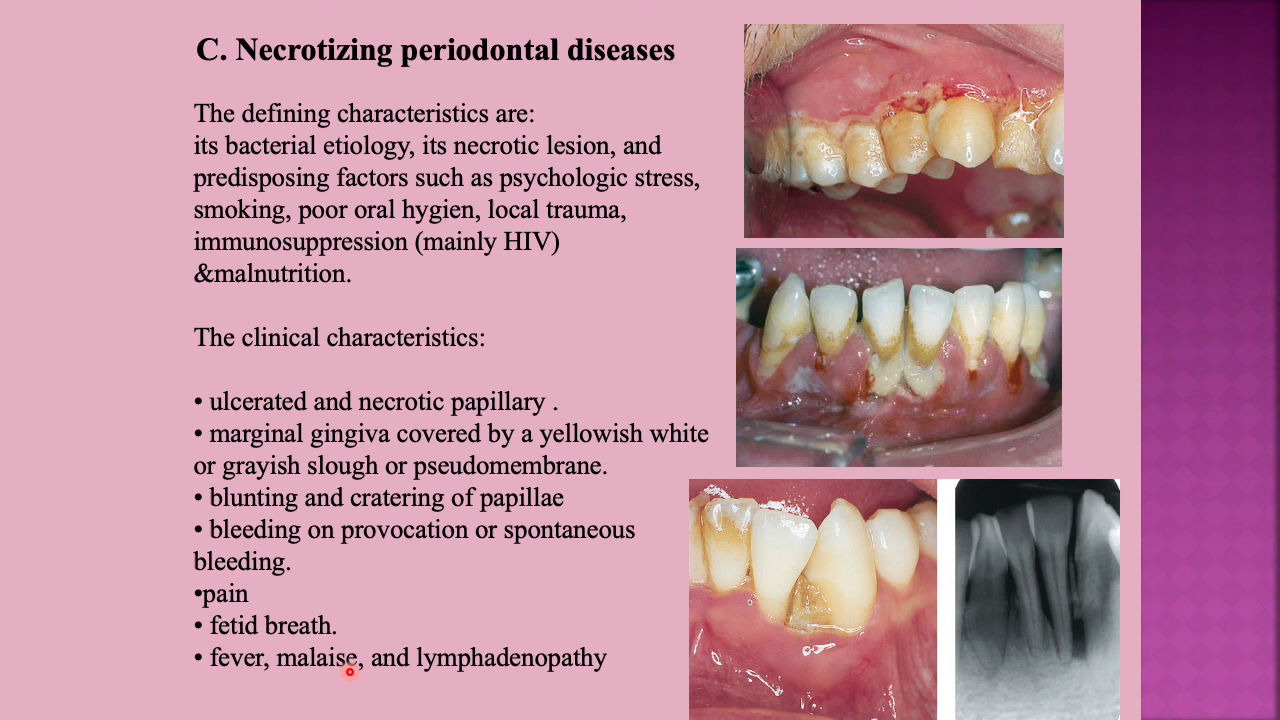 C. Necrotizing periodontal diseases
The defining characteristics are:
its bacterial etiology, its necrotic lesion, and
predisposing factors such as psychologic stress,
smoking, poor oral hygien, local trauma,
immunosuppression (mainly HIV)
&malnutrition.
The clinical characteristics:
• ulcerated and necrotic papillary .
• marginal gingiva covered by a yellowish white
or grayish slough or pseudomembrane.
• blunting and cratering of papillae
• bleeding on provocation or spontaneous
bleeding.
•pain
• fetid breath.
• fever, malaise, and lymphadenopathy